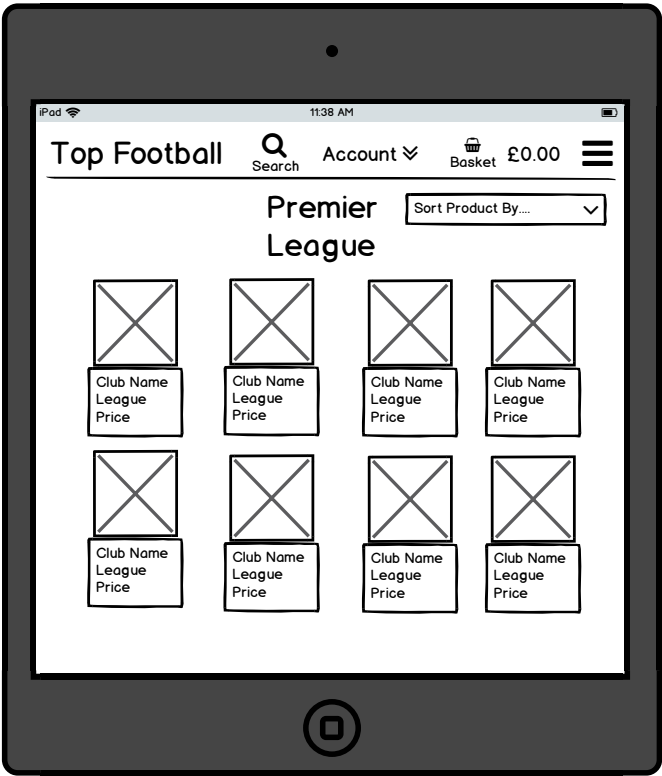 iPad 11:38 AM
Top Football Search Account Basket £0.00
Premier
League
Sort Product By....
Club Name
League
Price
Club Name
League
Price
Club Name
League
Price
Club Name
League
Price
Club Name
League
Price
Club Name
League
Price
Club Name
League
Price
Club Name
League
Price